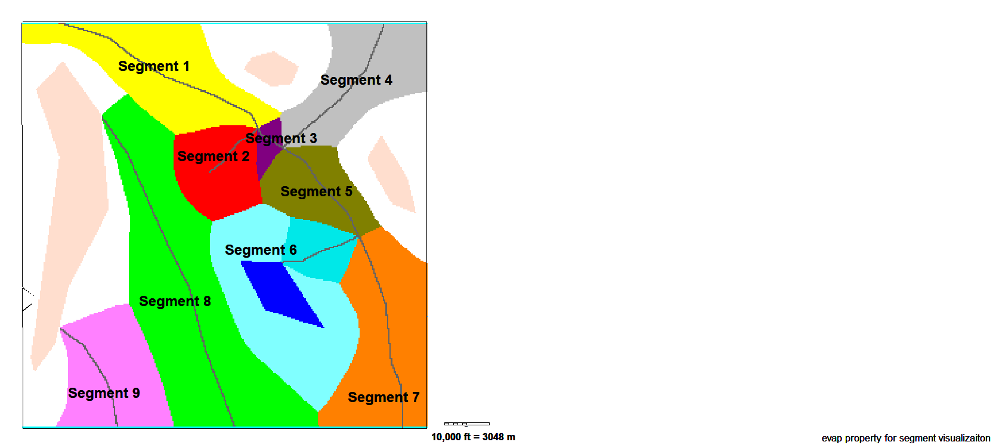 Segment 1
Segment 4
Segment 3
Segment 2
Segment 5
Segment 6
Segment 8
Segment 9
Segment 7
10,000 ft = 3048 m
evap property for segment visualizaiton